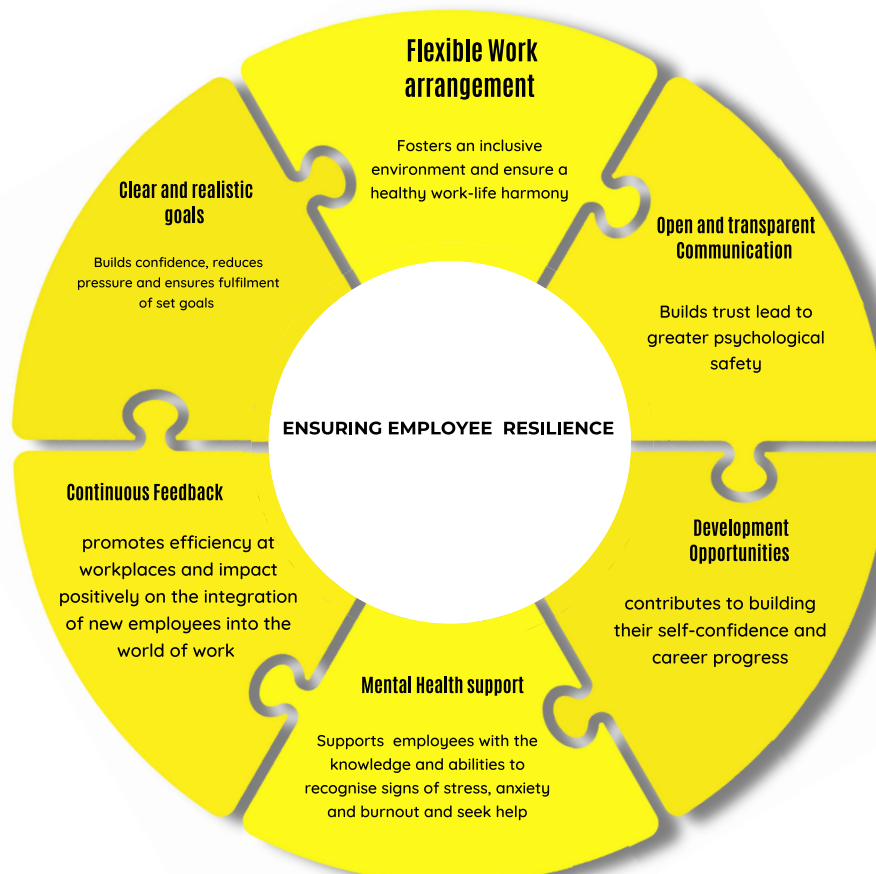 Flexible Work
arrangement
Fosters an inclusive
environment and ensure a
healthy work-life harmony
Open and transparent
Communication
Builds trust lead to
greater psychological
safety
Development
Opportunities
contributes to building
their self-confidence and
career progress
Mental Health support
Supports employees with the
knowledge and abilities to
recognise signs of stress, anxiety
and burnout and seek help
Continuous Feedback
promotes efficiency at
workplaces and impact
positively on the integration
of new employees into the
world of work
Clear and realistic
goals
Builds confidence, reduces
pressure and ensures fulfilment
of set goals
ENSURING EMPLOYEE RESILIENCE